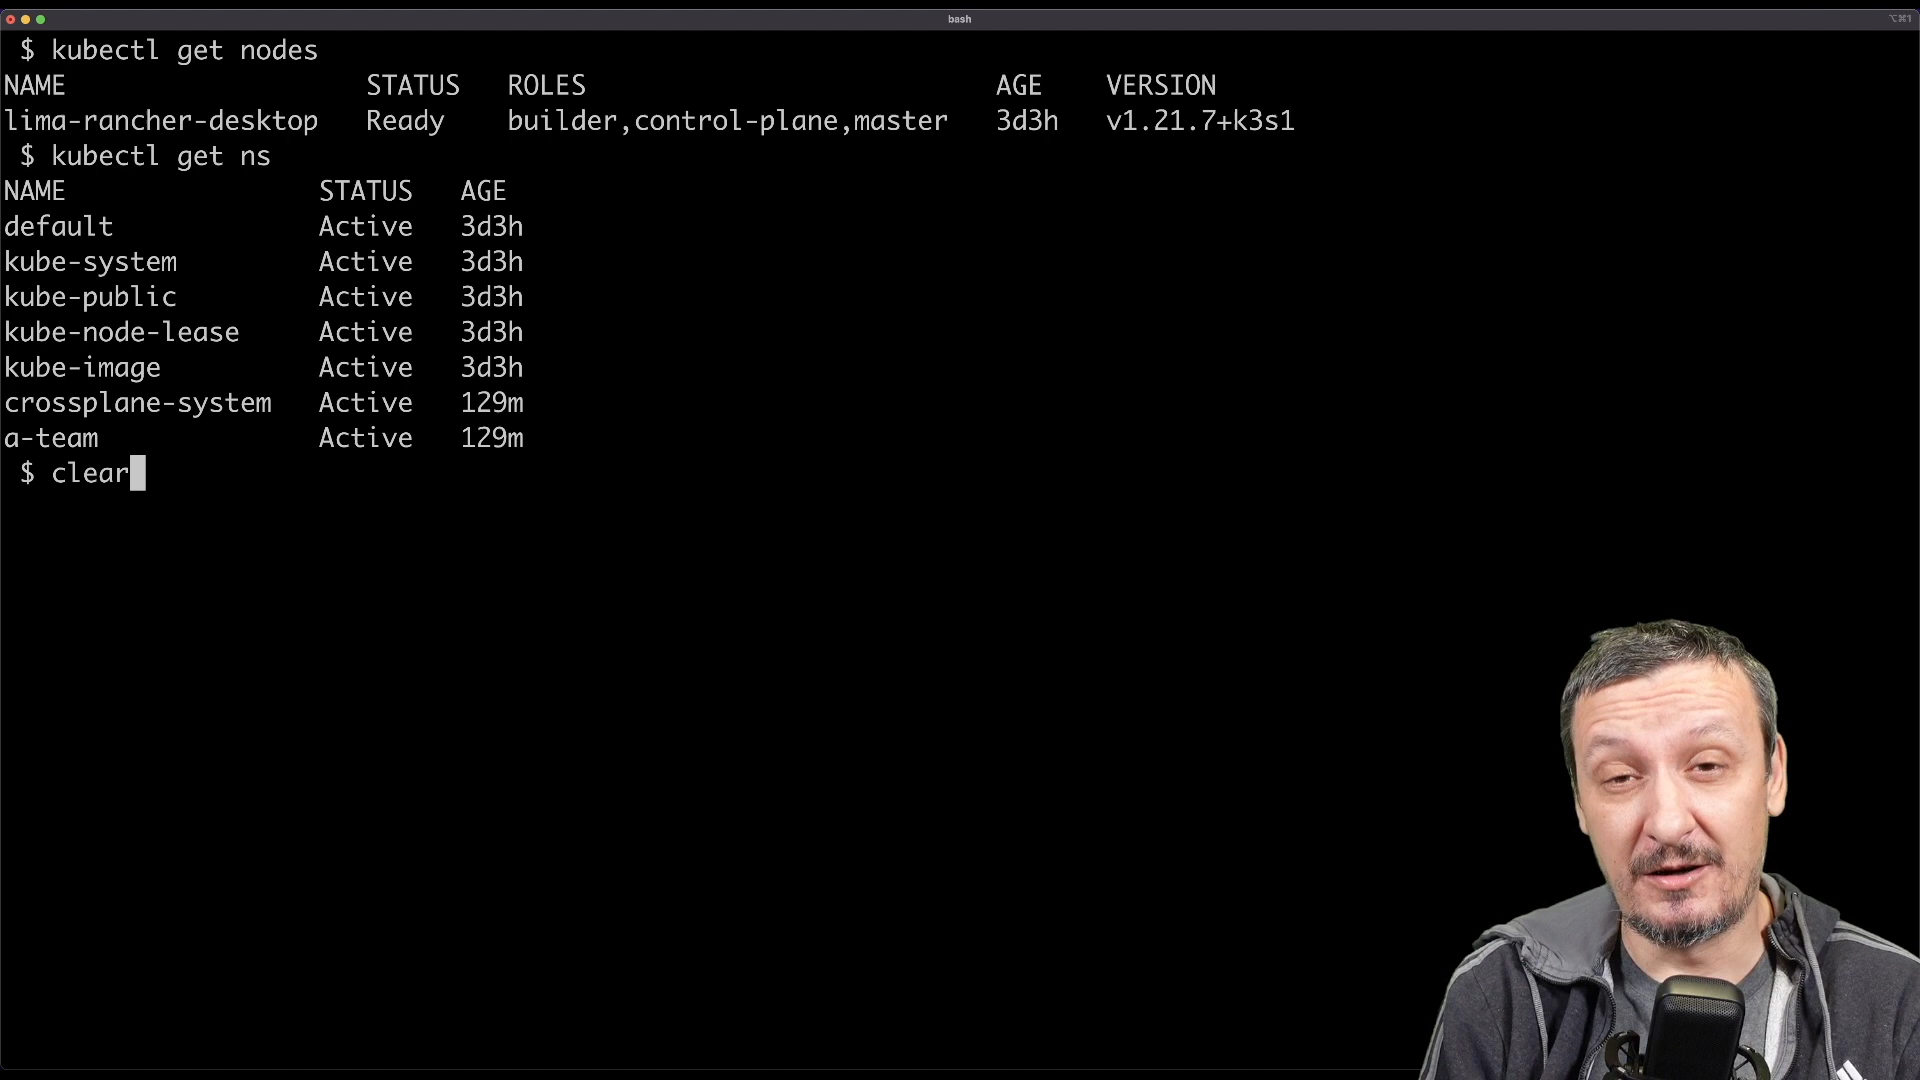 bash
⌥⌘1
$ kubectl get nodes
NAME STATUS ROLES AGE VERSION
lima-rancher-desktop Ready builder,control-plane,master 3d3h v1.21.7+k3s1
$ kubectl get ns
NAME STATUS AGE
default Active 3d3h
kube-system Active 3d3h
kube-public Active 3d3h
kube-node-lease Active 3d3h
kube-image Active 3d3h
crossplane-system Active 129m
a-team Active 129m
$ clear